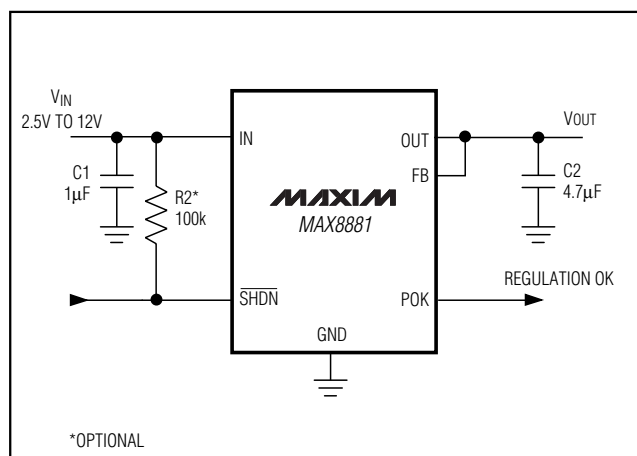 VIN
2.5V TO 12V
C1
1μF
R2*
100k
IN
SHDN
GND
MAXIM
MAX8881
OUT
FB
POK
VOUT
C2
4.7μF
REGULATION OK
*OPTIONAL